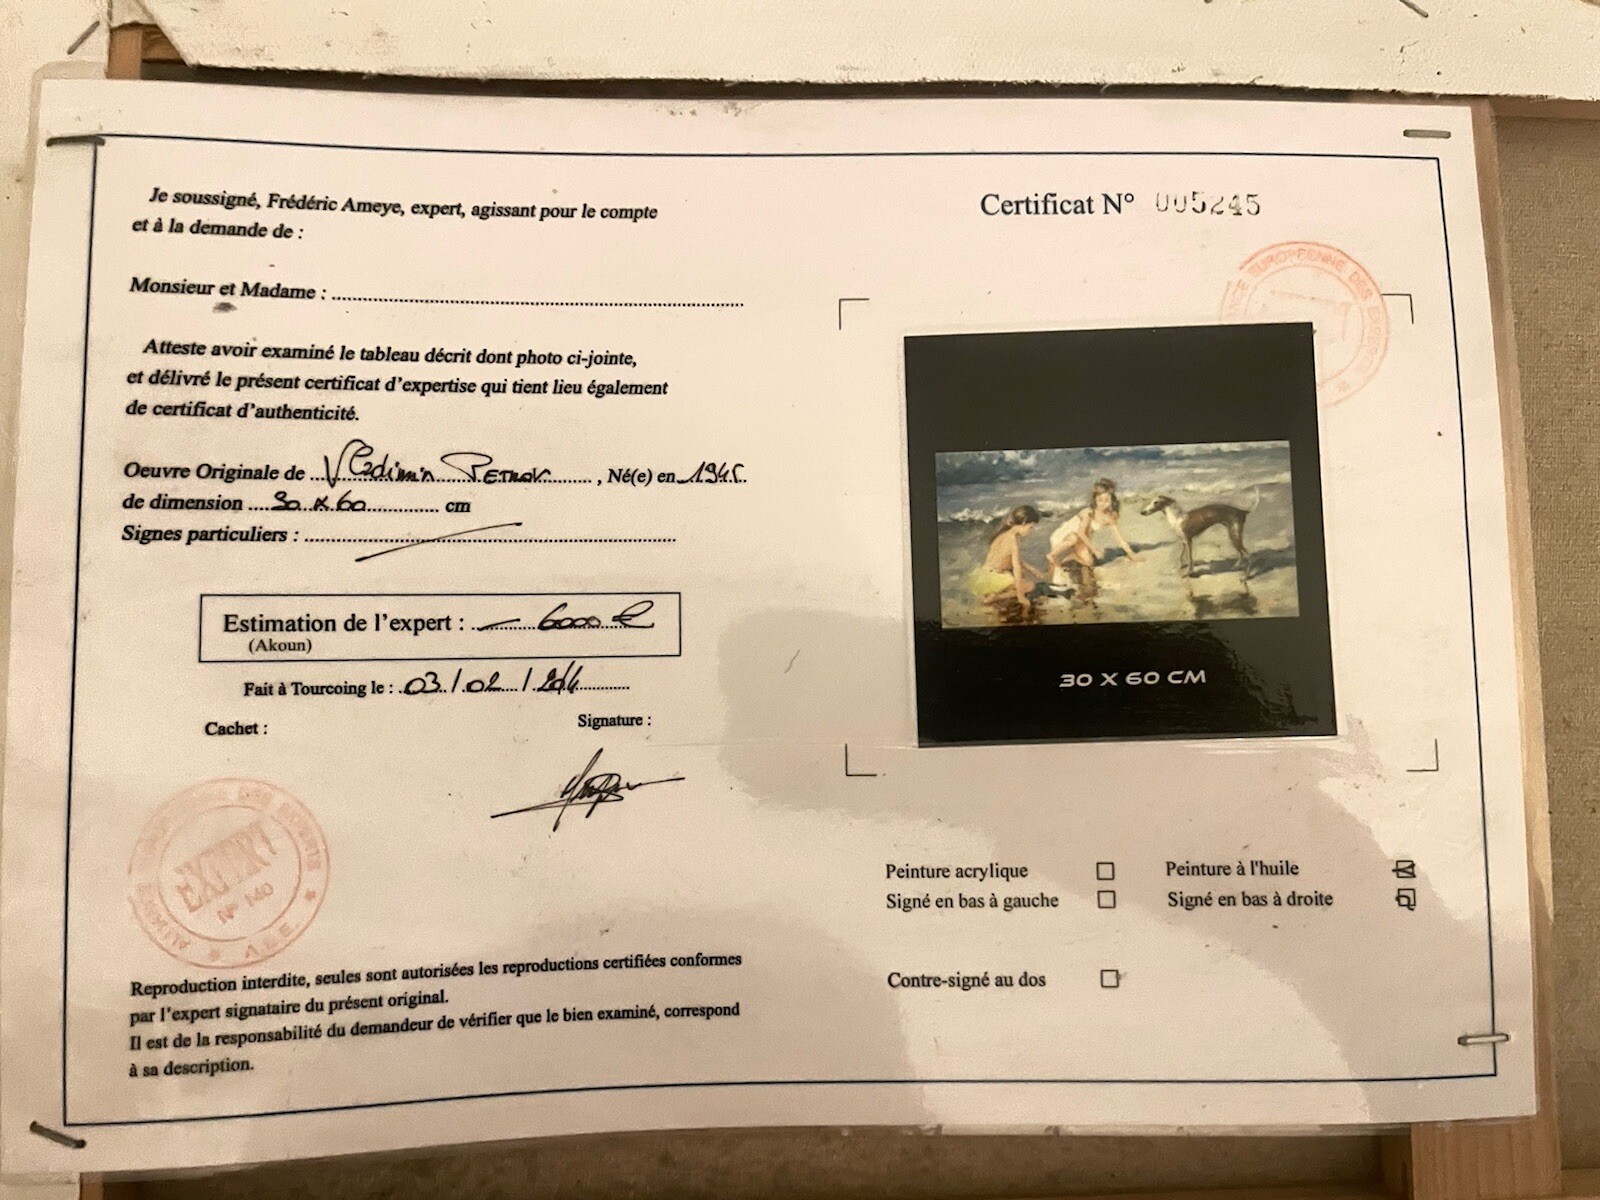 Je soussigné, Frédéric Ameye, expert, agissant pour le compte
et à la demande de :
Monsieur et Madame :
Atteste avoir examiné le tableau décrit dont photo ci-jointe,
et délivré le présent certificat d'expertise qui tient lieu également
de certificat d'authenticité.
Oeuvre Originale de Vladimir PETROV, Né(e) en 1945
de dimension 30 x 60 cm
Signes particuliers :
Estimation de l'expert : 6000 €
(Akoun)
Fait à Tourcoing le : 03/02/
Cachet :
Signature :
EXPERT
N° 140
A.E.E.
Reproduction interdite, seules sont autorisées les reproductions certifiées conformes
par l'expert signataire du présent original.
Il est de la responsabilité du demandeur de vérifier que le bien examiné, correspond
à sa description.
Certificat N° 005245
EUROPEENNE DES EXPERTS
30 X 60 CM
Peinture acrylique
Peinture à l'huile
Signé en bas à gauche
Signé en bas à droite
Contre-signé au dos